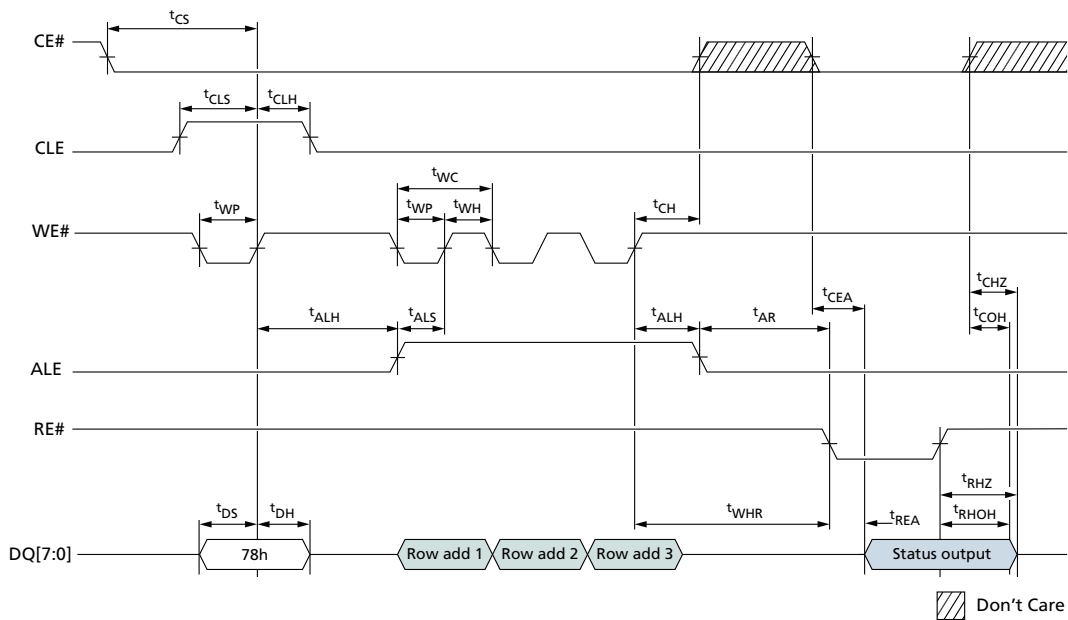 tCS
CE#
tCLS
tCLH
CLE
tWC
tWP
tWP
tWH
tCH
WE#
tCEA
tCHZ
tALH
tALS
tALH
tAR
tCOH
ALE
RE#
tRHZ
tDS
tDH
tWHR
tREA
tRHOH
DQ[7:0]
78h
Row add 1
Row add 2
Row add 3
Status output
Don't Care